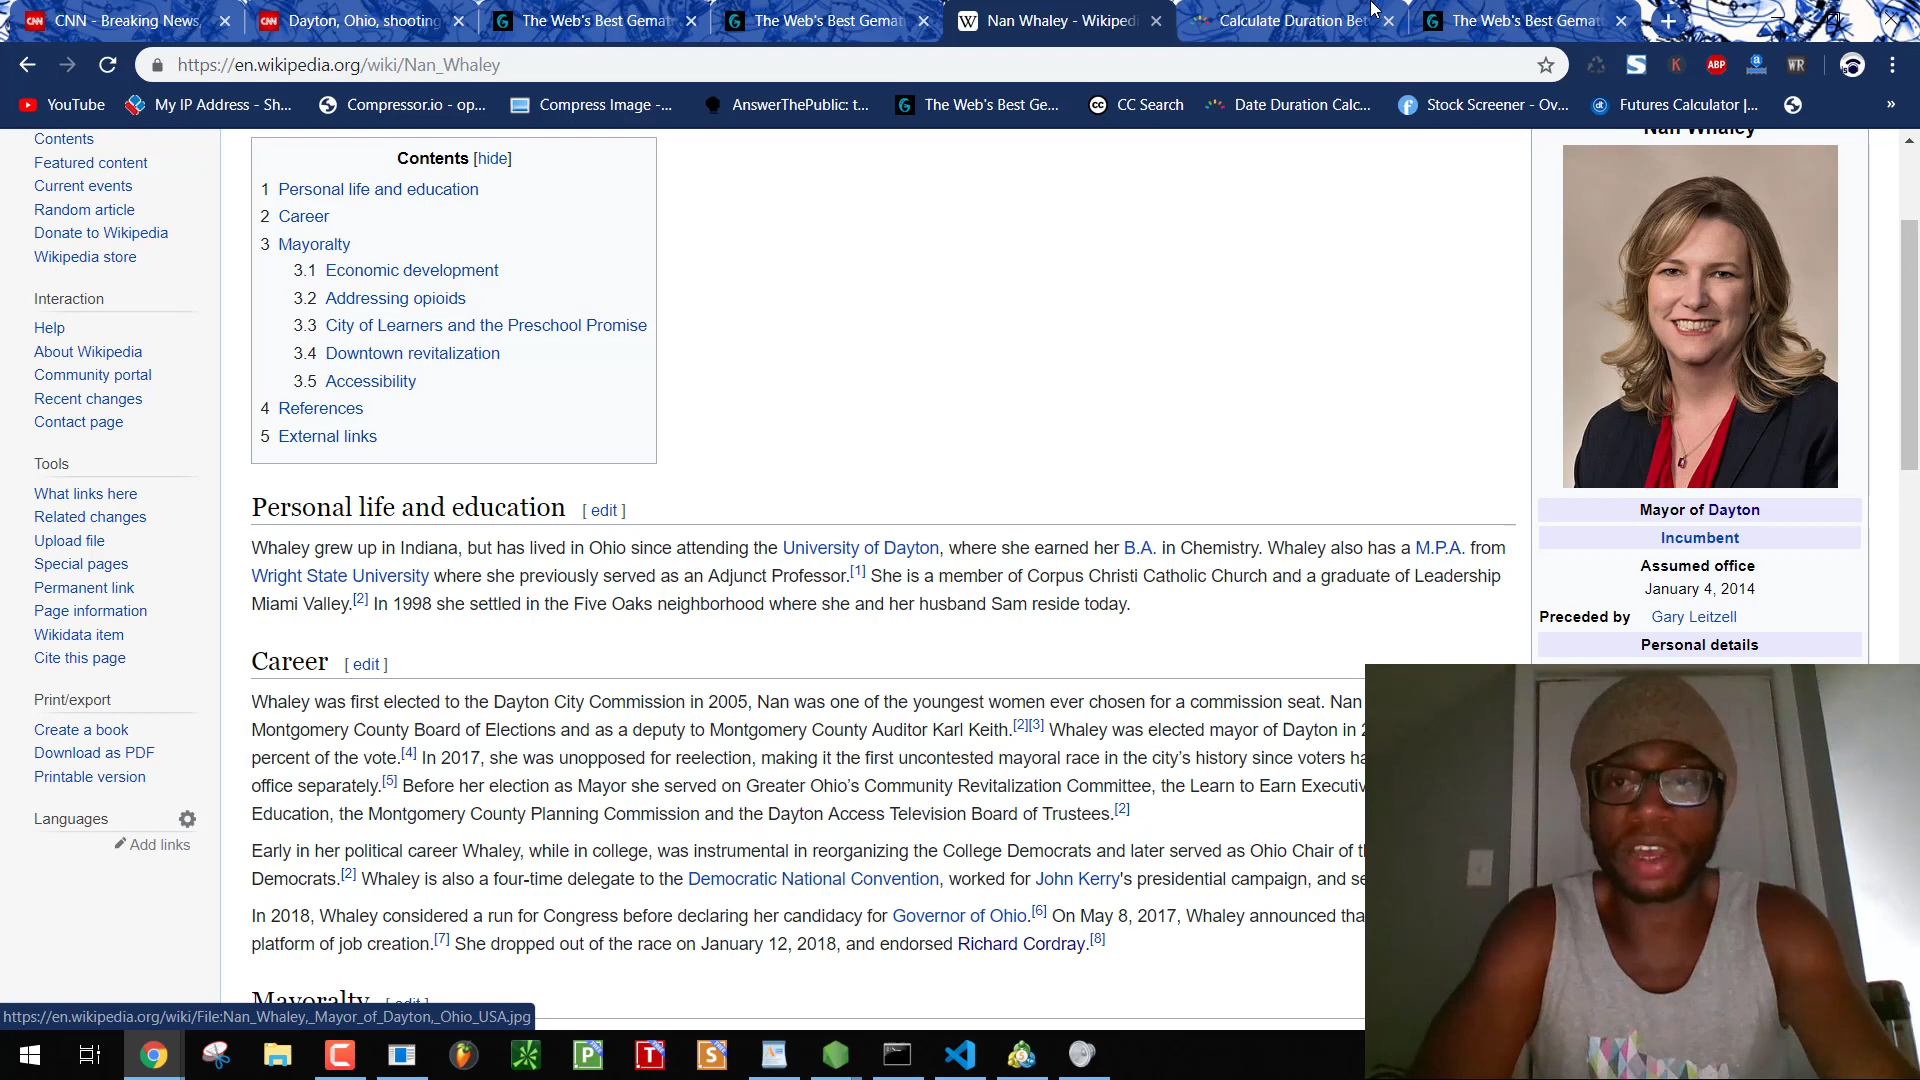 CNN - Breaking News,
Dayton, Ohio, shooting
The Web's Best Gemat
The Web's Best Gemat
Nan Whaley - Wikiped
Calculate Duration Bet
The Web's Best Gemat
https://en.wikipedia.org/wiki/Nan_Whaley
YouTube
My IP Address - Sh...
Compressor.io - op...
Compress Image -...
AnswerThePublic: t...
The Web's Best Ge...
CC Search
Date Duration Calc...
Stock Screener - Ov...
Futures Calculator |...
»
Contents
Featured content
Current events
Random article
Donate to Wikipedia
Wikipedia store
Interaction
Help
About Wikipedia
Community portal
Recent changes
Contact page
Tools
What links here
Related changes
Upload file
Special pages
Permanent link
Page information
Wikidata item
Cite this page
Print/export
Create a book
Download as PDF
Printable version
Languages
Add links
Contents [hide]
1 Personal life and education
2 Career
3 Mayoralty
3.1 Economic development
3.2 Addressing opioids
3.3 City of Learners and the Preschool Promise
3.4 Downtown revitalization
3.5 Accessibility
4 References
5 External links
Personal life and education [ edit ]
Whaley grew up in Indiana, but has lived in Ohio since attending the University of Dayton, where she earned her B.A. in Chemistry. Whaley also has a M.P.A. from
Wright State University where she previously served as an Adjunct Professor.[1] She is a member of Corpus Christi Catholic Church and a graduate of Leadership
Miami Valley.[2] In 1998 she settled in the Five Oaks neighborhood where she and her husband Sam reside today.
Career [ edit ]
Whaley was first elected to the Dayton City Commission in 2005, Nan was one of the youngest women ever chosen for a commission seat. Nan
Montgomery County Board of Elections and as a deputy to Montgomery County Auditor Karl Keith.[2][3] Whaley was elected mayor of Dayton in 2
percent of the vote.[4] In 2017, she was unopposed for reelection, making it the first uncontested mayoral race in the city's history since voters ha
office separately.[5] Before her election as Mayor she served on Greater Ohio's Community Revitalization Committee, the Learn to Earn Executiv
Education, the Montgomery County Planning Commission and the Dayton Access Television Board of Trustees.[2]
Early in her political career Whaley, while in college, was instrumental in reorganizing the College Democrats and later served as Ohio Chair of t
Democrats.[2] Whaley is also a four-time delegate to the Democratic National Convention, worked for John Kerry's presidential campaign, and se
In 2018, Whaley considered a run for Congress before declaring her candidacy for Governor of Ohio.[6] On May 8, 2017, Whaley announced tha
platform of job creation.[7] She dropped out of the race on January 12, 2018, and endorsed Richard Cordray.[8]
Mayoralty [ edit ]
Nan Whaley
Mayor of Dayton
Incumbent
Assumed office
January 4, 2014
Preceded by Gary Leitzell
Personal details
https://en.wikipedia.org/wiki/File:Nan_Whaley,_Mayor_of_Dayton,_Ohio_USA.jpg